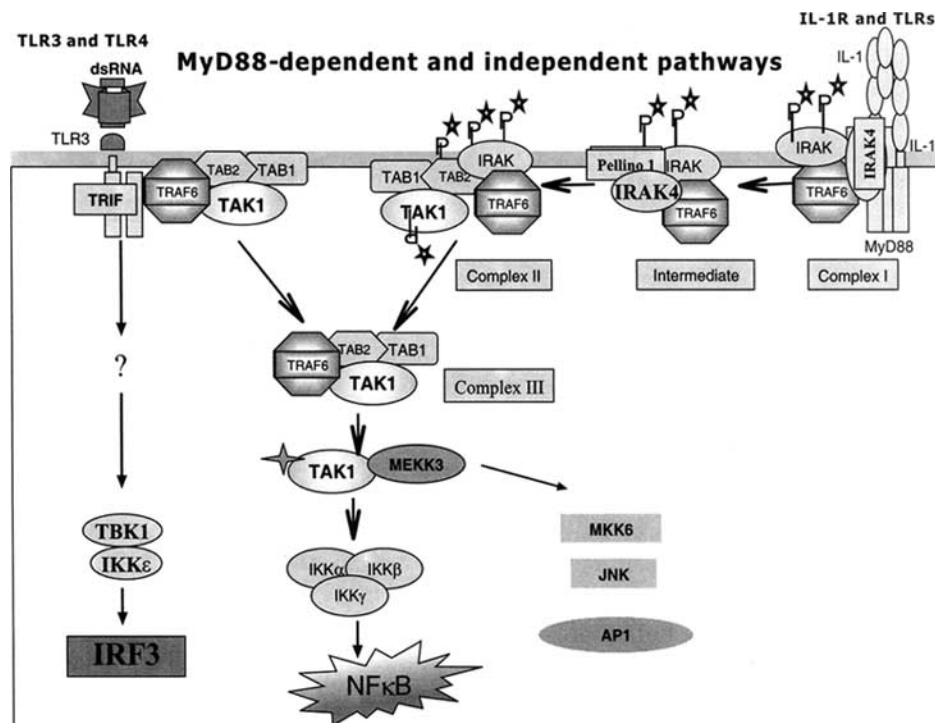 IL-1R and TLRs
TLR3 and TLR4
MyD88-dependent and independent pathways
dsRNA
IL-1
TLR3
P
P
P
P
P
P
P
IL-1
TRIF
TRAF6
TAB2
TAB1
TAK1
TAB1
TAB2
IRAK
TAK1
TRAF6
P
Pellino 1
IRAK
IRAK4
TRAF6
IRAK
IRAK4
TRAF6
MyD88
Complex II
Intermediate
Complex I
?
TRAF6
TAB2
TAB1
TAK1
Complex III
TAK1
MEKK3
TBK1
IKKε
IKKα
IKKβ
IKKγ
MKK6
JNK
AP1
IRF3
NFκB